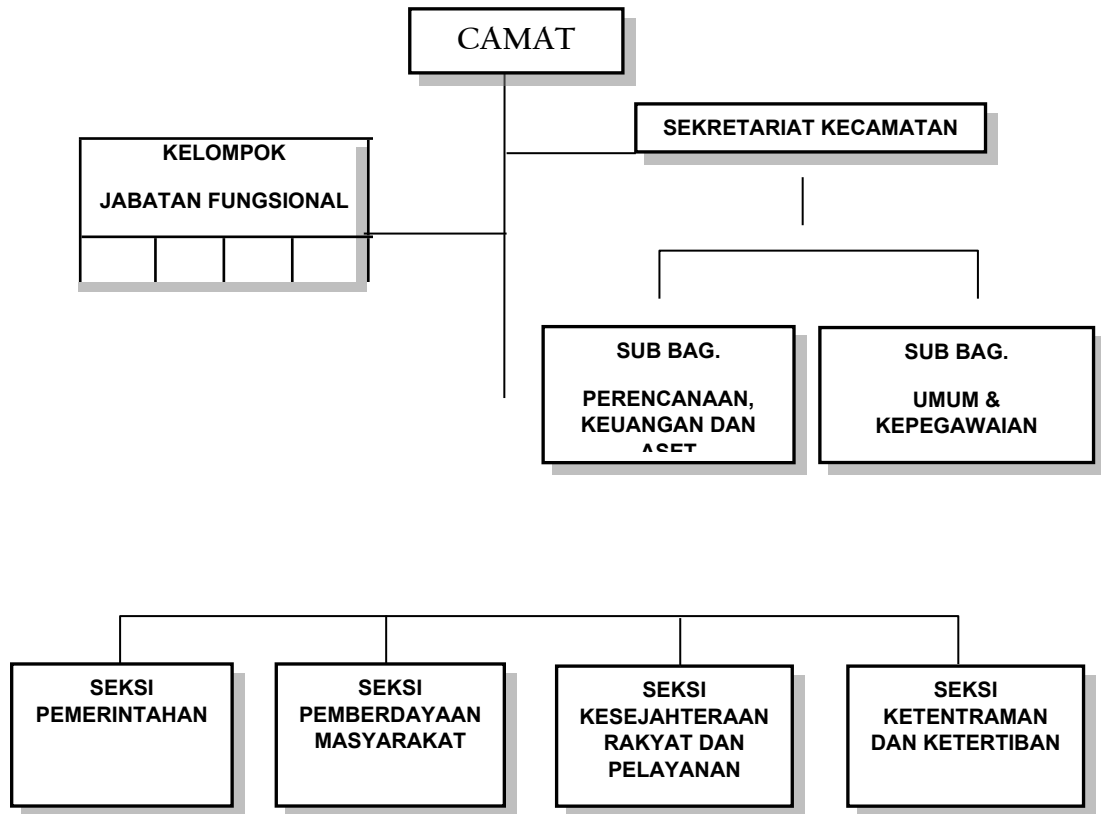 CAMAT
SEKRETARIAT KECAMATAN
KELOMPOK
JABATAN FUNGSIONAL
SUB BAG.
PERENCANAAN,
KEUANGAN DAN
ASET
SUB BAG.
UMUM &
KEPEGAWAIAN
SEKSI
PEMERINTAHAN
SEKSI
PEMBERDAYAAN
MASYARAKAT
SEKSI
KESEJAHTERAAN
RAKYAT DAN
PELAYANAN
SEKSI
KETENTRAMAN
DAN KETERTIBAN